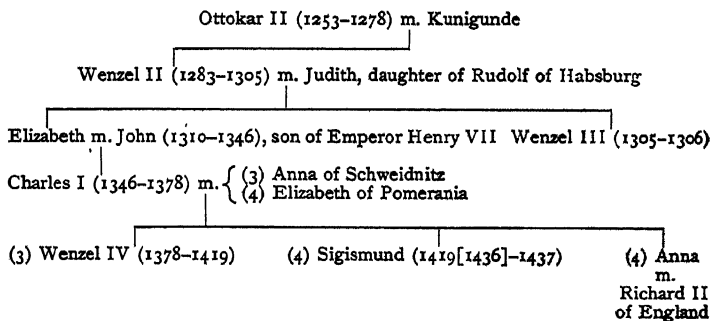 Ottokar II (1253–1278) m. Kunigunde
Wenzel II (1283–1305) m. Judith, daughter of Rudolf of Habsburg
Elizabeth m. John (1310–1346), son of Emperor Henry VII Wenzel III (1305–1306)
Charles I (1346–1378) m. { (3) Anna of Schweidnitz
(4) Elizabeth of Pomerania
(3) Wenzel IV (1378–1419) (4) Sigismund (1419[1436]–1437) (4) Anna
m.
Richard II
of England